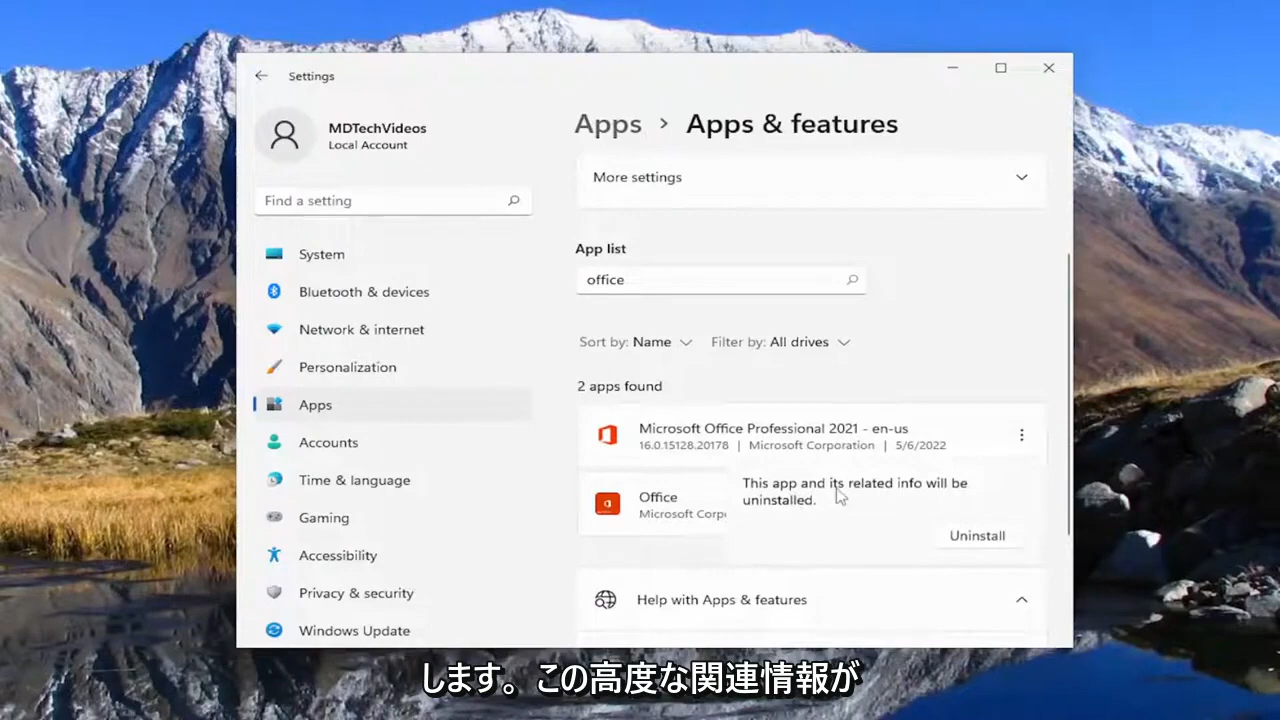 Settings
MDTechVideos
Local Account
Find a setting
System
Bluetooth & devices
Network & internet
Personalization
Apps
Accounts
Time & language
Gaming
Accessibility
Privacy & security
Windows Update
Apps > Apps & features
More settings
App list
office
Sort by: Name Filter by: All drives
2 apps found
Microsoft Office Professional 2021 - en-us
16.0.15128.20178 | Microsoft Corporation | 5/6/2022
Office
Microsoft Corp
This app and its related info will be
uninstalled.
Uninstall
Help with Apps & features
します。この高度な関連情報が